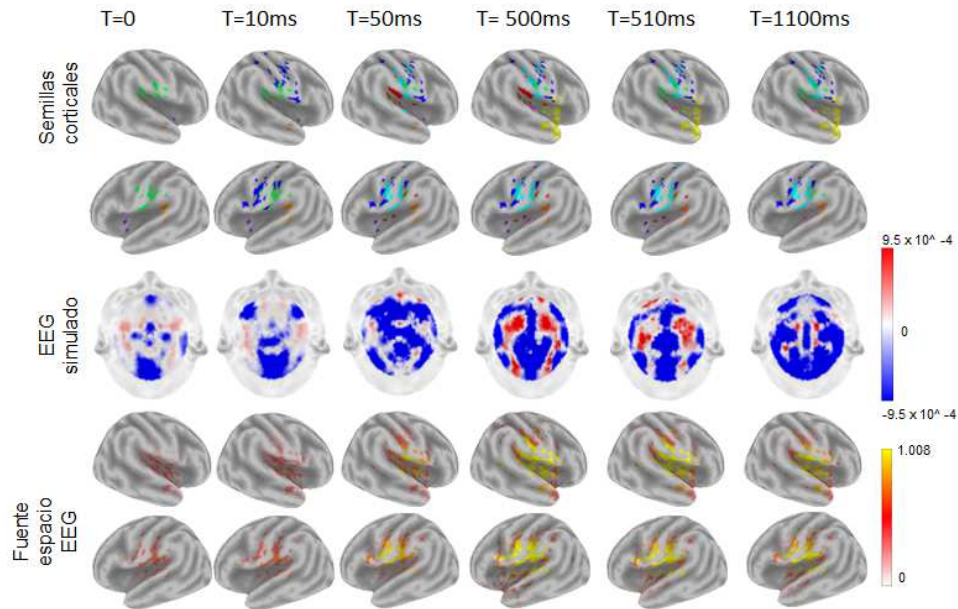 T=0 T=10ms T=50ms T= 500ms T=510ms T=1100ms
Semillas
corticales
EEG
simulado
9.5 x 10^ -4
0
-9.5 x 10^ -4
Fuente
espacio
EEG
1.008
0